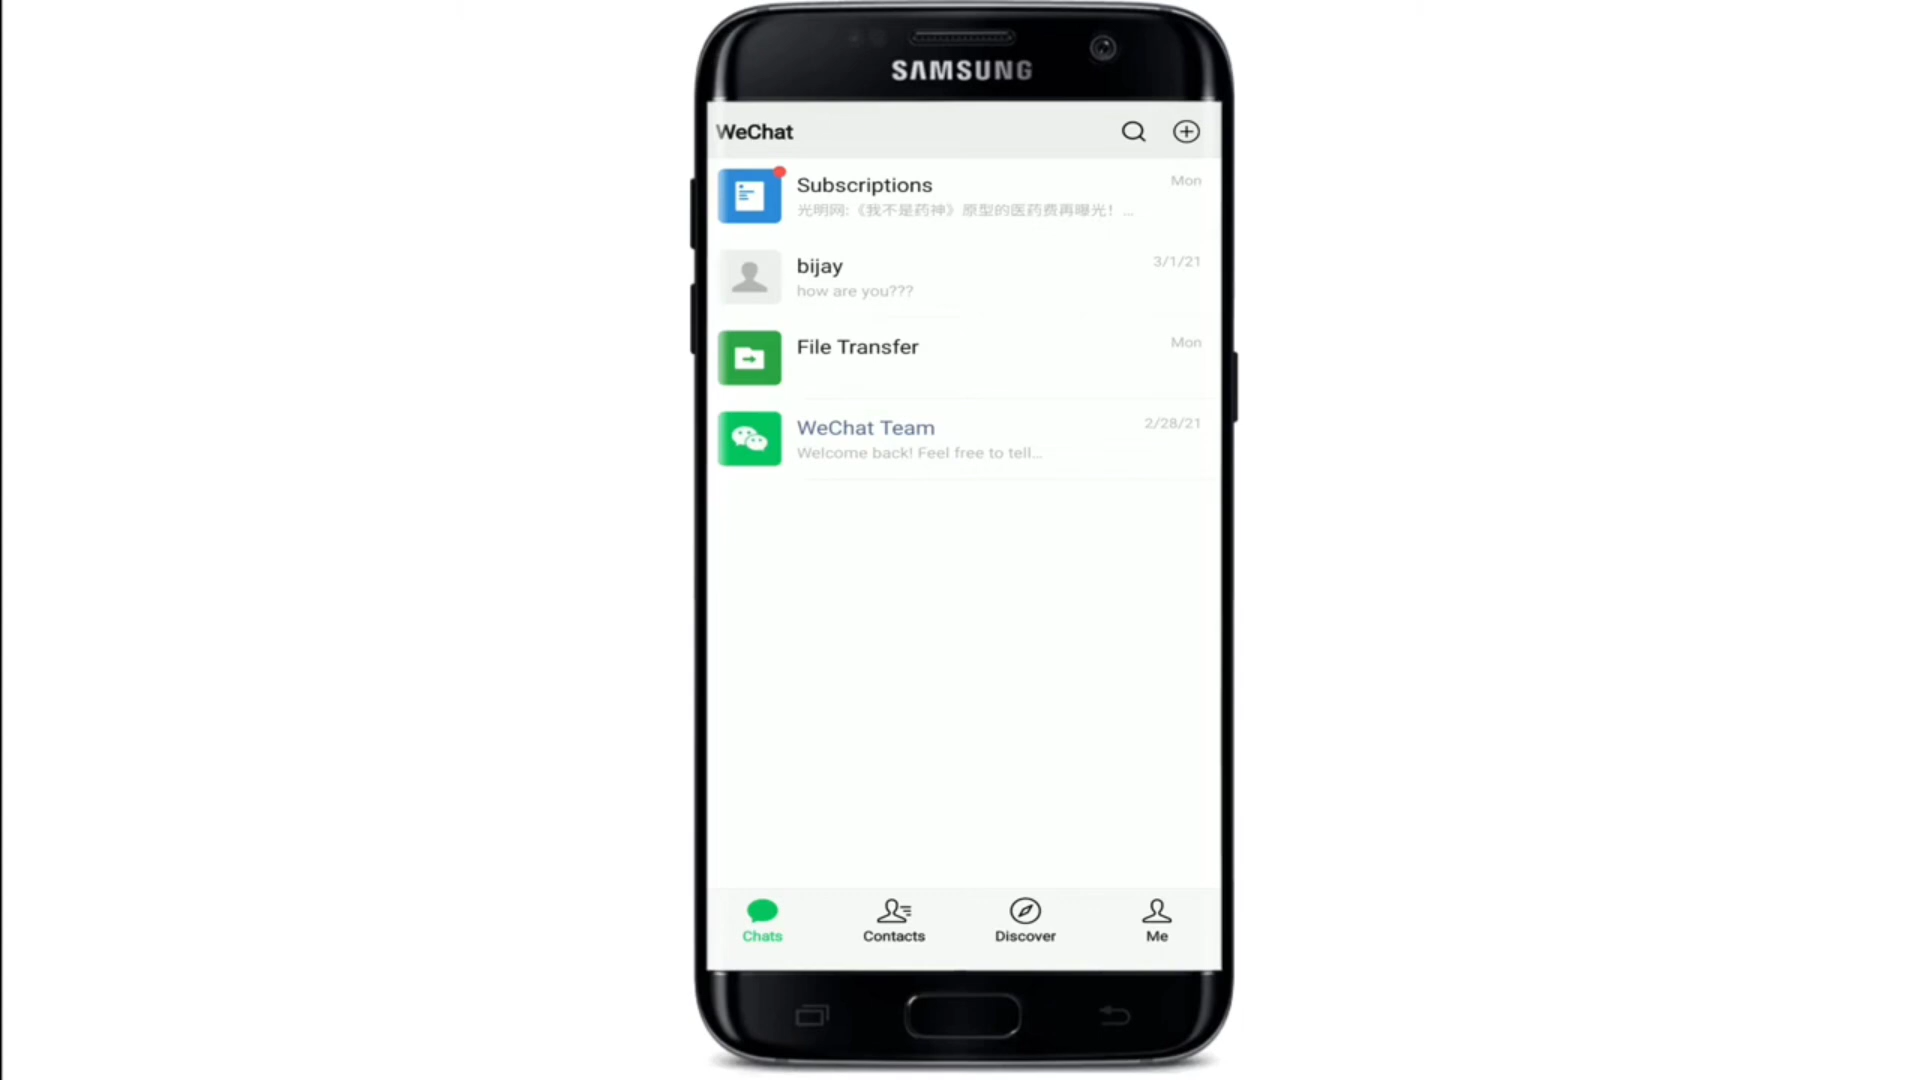 SAMSUNG
WeChat
Subscriptions
Mon
光明网:《我不是药神》原型的医药费再曝光! ...
bijay
3/1/21
how are you???
File Transfer
Mon
WeChat Team
2/28/21
Welcome back! Feel free to tell...
Chats
Contacts
Discover
Me